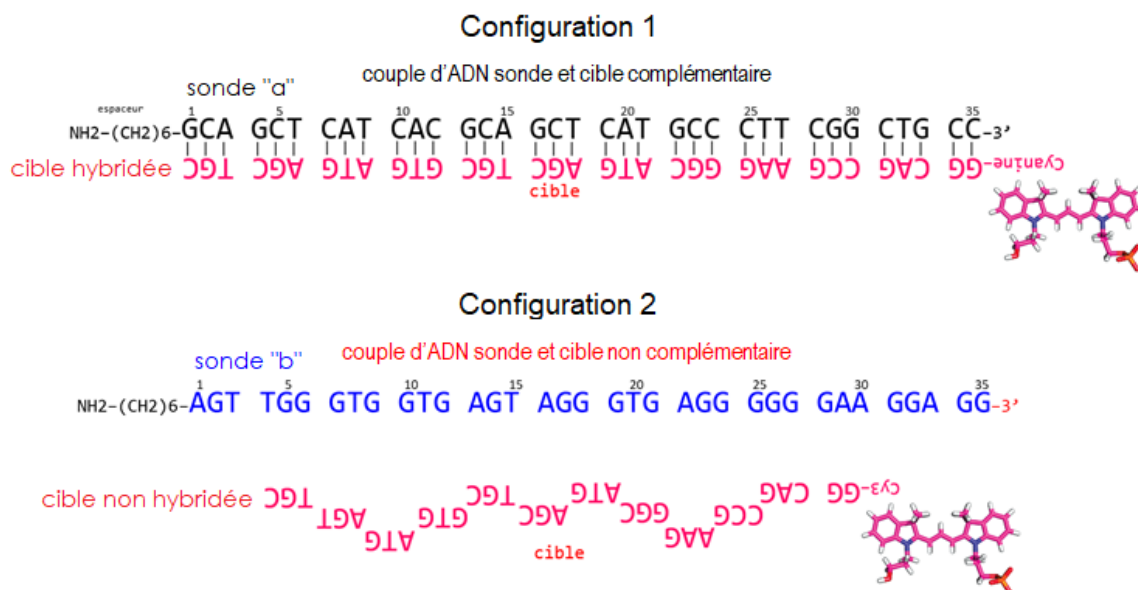 Configuration 1
couple d'ADN sonde et cible complémentaire
sonde "a"
espaceur
1 5 10 15 20 25 30 35
NH2-(CH2)6-GCA GCT CAT CAC GCA GCT CAT GCC CTT CGG CTG CC-3'
cible hybridée
Cyanine-GG CAG CCG AAG GGC ATG AGC TGC GTG ATG AGC TGC
cible
Configuration 2
couple d'ADN sonde et cible non complémentaire
sonde "b"
1 5 10 15 20 25 30 35
NH2-(CH2)6-AGT TGG GTG GTG AGT AGG GTG AGG GGG GAA GGA GG-3'
cible non hybridée
Cy3-GG CAG CCG AAG GGC ATG AGC TGC GTG ATG AGT TGC
cible